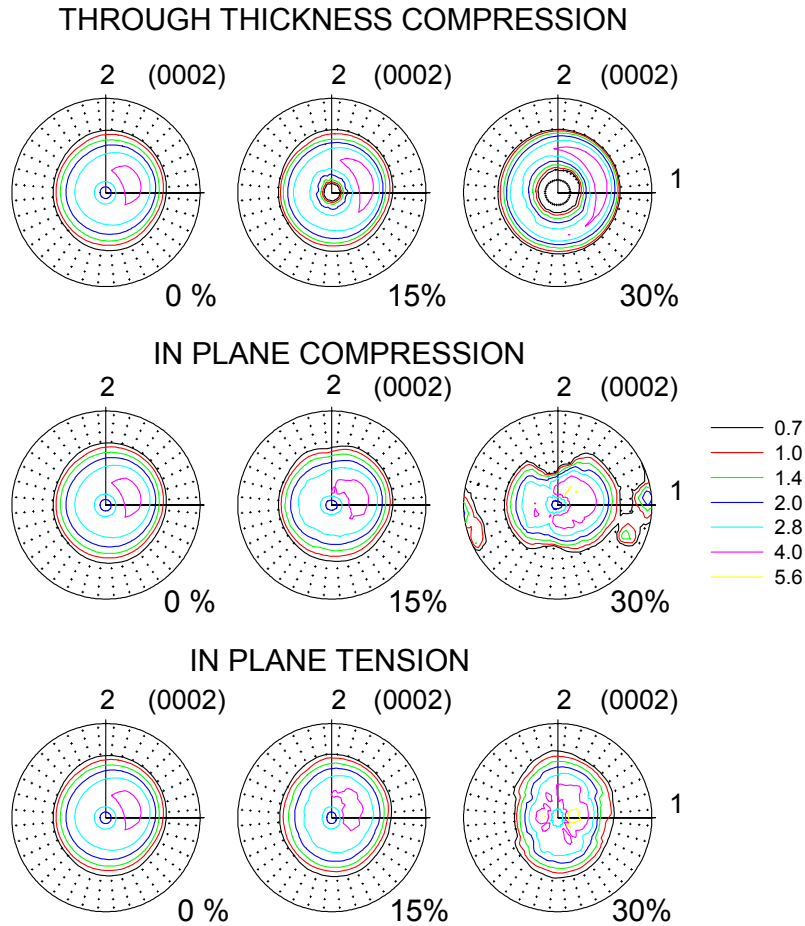 THROUGH THICKNESS COMPRESSION
2 (0002) 2 (0002) 2 (0002)
1
0 % 15% 30%
IN PLANE COMPRESSION
2 2 (0002) 2 (0002)
1
0 % 15% 30%
0.7
1.0
1.4
2.0
2.8
4.0
5.6
IN PLANE TENSION
2 (0002) 2 (0002) 2 (0002)
1
0 % 15% 30%